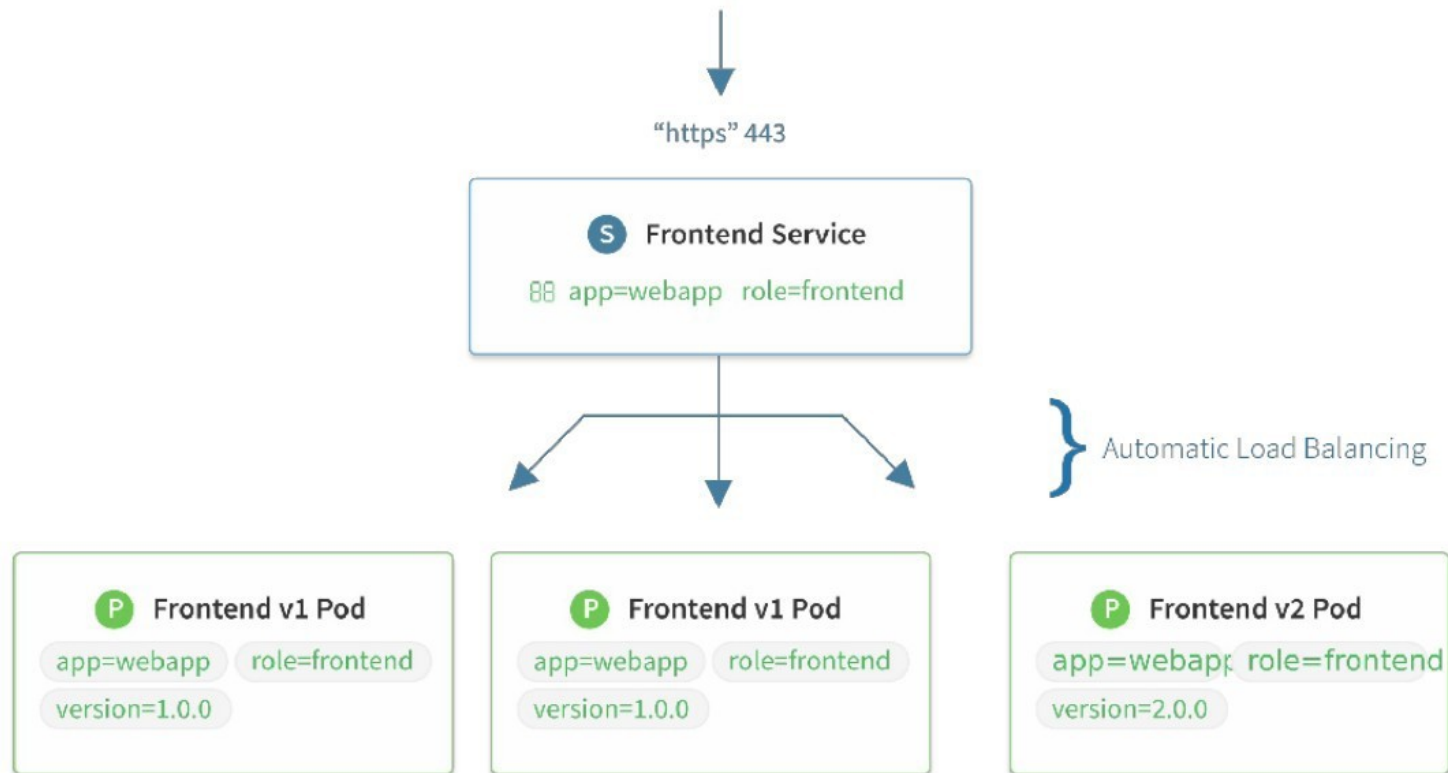 “https” 443
S Frontend Service
app=webapp role=frontend
Automatic Load Balancing
P Frontend v1 Pod
app=webapp role=frontend
version=1.0.0
P Frontend v1 Pod
app=webapp role=frontend
version=1.0.0
P Frontend v2 Pod
app=webapp role=frontend
version=2.0.0